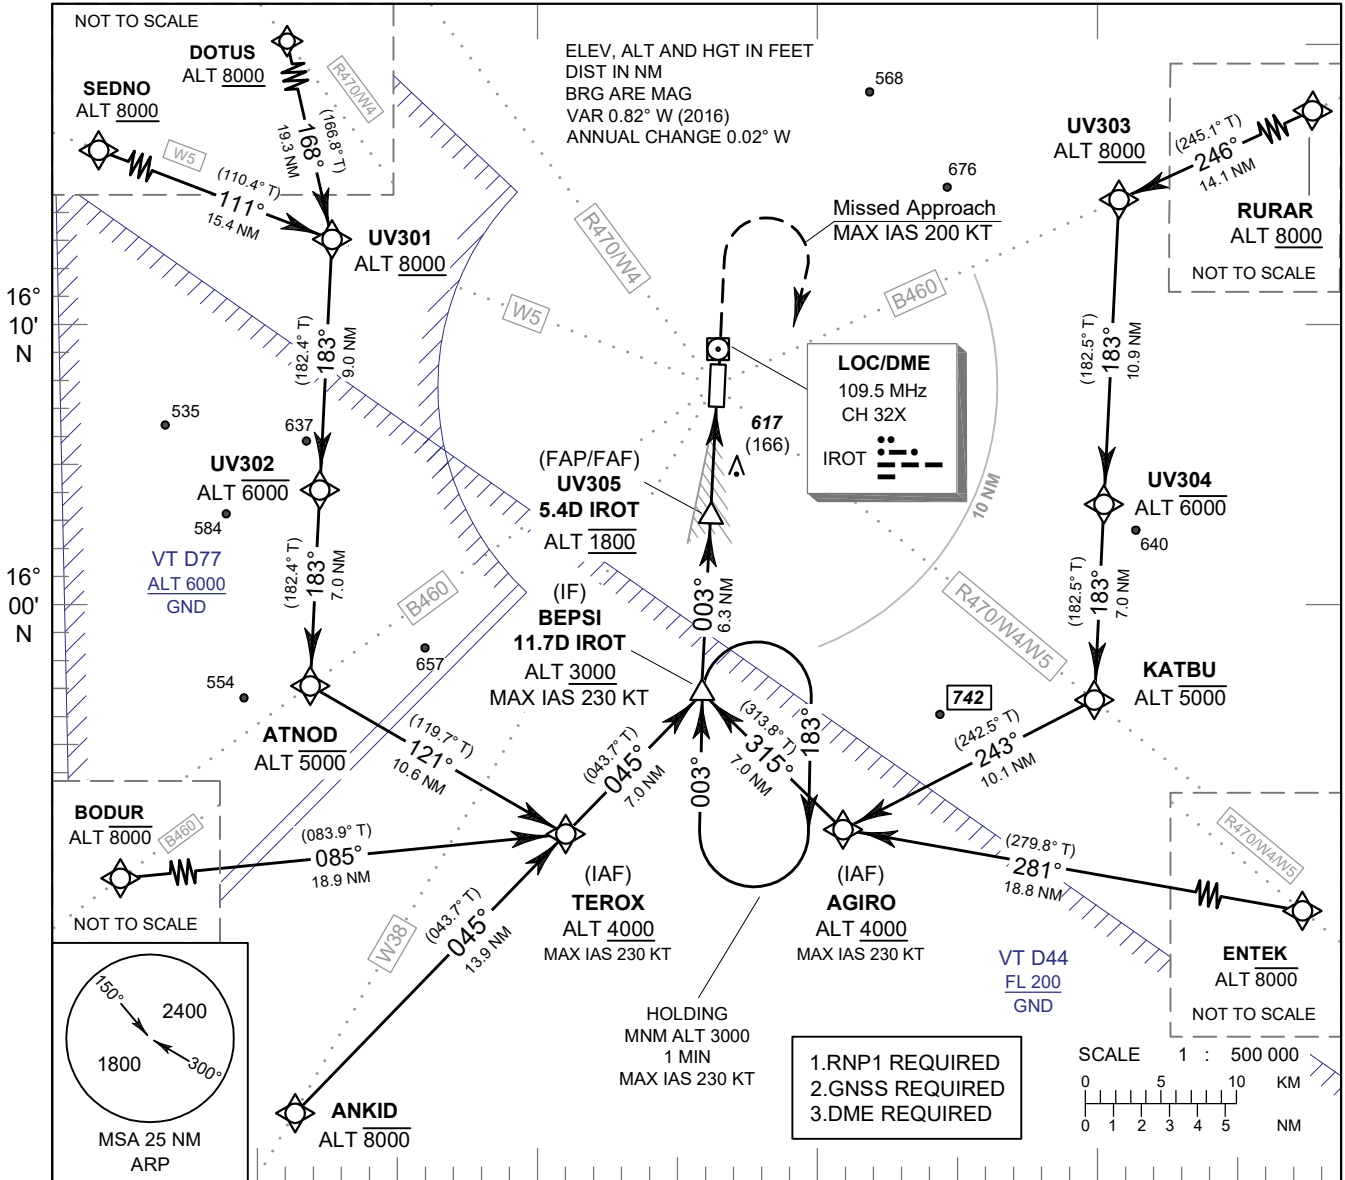 NOT TO SCALE
DOTUS
ALT 8000
SEDNO
ALT 8000
R470/W4
W5
(166.8° T)
168°
19.3 NM
(110.4° T)
111°
15.4 NM
UV301
ALT 8000
ELEV, ALT AND HGT IN FEET
DIST IN NM
BRG ARE MAG
VAR 0.82° W (2016)
ANNUAL CHANGE 0.02° W
568
676
UV303
ALT 8000
(245.1° T)
246°
14.1 NM
RURAR
ALT 8000
NOT TO SCALE
Missed Approach
MAX IAS 200 KT
R470/W4
W5
B460
16°
10'
N
(182.4° T)
183°
9.0 NM
(182.5° T)
183°
10.9 NM
LOC/DME
109.5 MHz
CH 32X
IROT
535
637
617
(166)
UV302
ALT 6000
584
(FAP/FAF)
UV305
5.4D IROT
ALT 1800
10 NM
UV304
ALT 6000
640
VT D77
ALT 6000
GND
16°
00'
N
(182.4° T)
183°
7.0 NM
B460
(IF)
BEPSI
11.7D IROT
ALT 3000
MAX IAS 230 KT
003°
6.3 NM
R470/W4/W5
(182.5° T)
183°
7.0 NM
657
554
ATNOD
ALT 5000
KATBU
ALT 5000
742
(119.7° T)
121°
10.6 NM
(043.7° T)
045°
7.0 NM
003°
(313.8° T)
315°
7.0 NM
183°
(242.5° T)
243°
10.1 NM
BODUR
ALT 8000
B460
NOT TO SCALE
(083.9° T)
085°
18.9 NM
(IAF)
TEROX
ALT 4000
MAX IAS 230 KT
(IAF)
AGIRO
ALT 4000
MAX IAS 230 KT
(279.8° T)
281°
18.8 NM
R470/W4/W5
ENTEK
ALT 8000
NOT TO SCALE
W38
(043.7° T)
045°
13.9 NM
VT D44
FL 200
GND
HOLDING
MNM ALT 3000
1 MIN
MAX IAS 230 KT
150°
2400
1800
300°
MSA 25 NM
ARP
ANKID
ALT 8000
1.RNP1 REQUIRED
2.GNSS REQUIRED
3.DME REQUIRED
SCALE 1 : 500 000
0 5 10 KM
0 1 2 3 4 5 NM